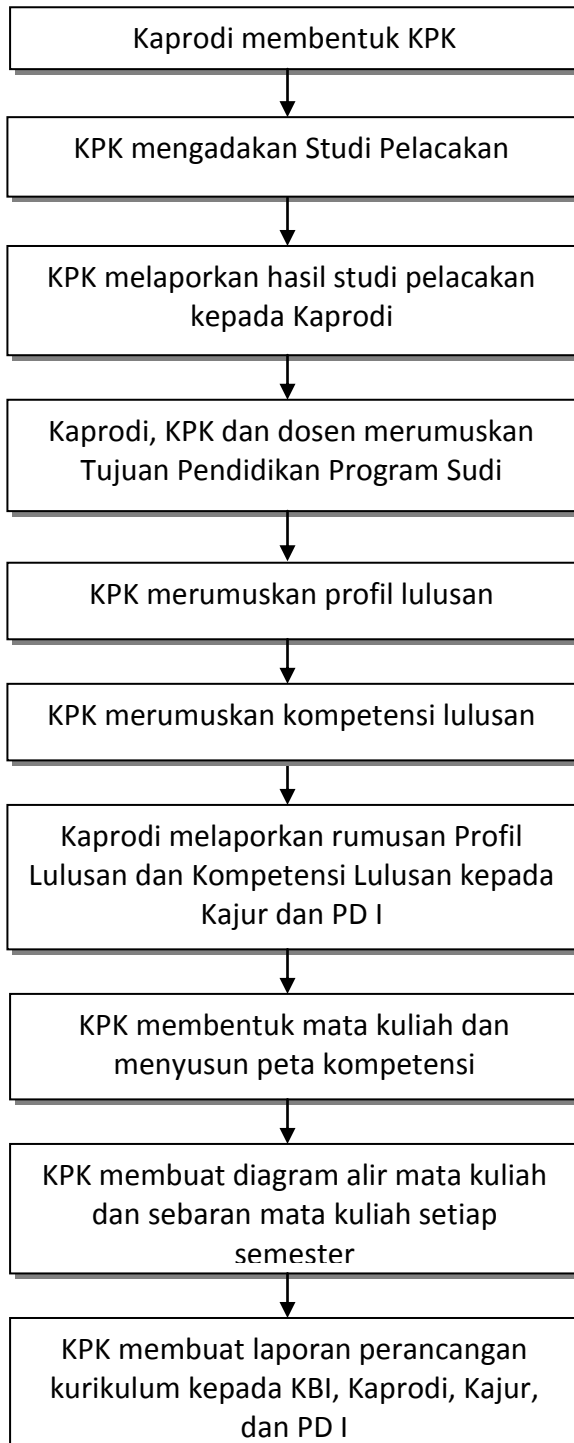 Kaprodi membentuk KPK
KPK mengadakan Studi Pelacakan
KPK melaporkan hasil studi pelacakan
kepada Kaprodi
Kaprodi, KPK dan dosen merumuskan
Tujuan Pendidikan Program Sudi
KPK merumuskan profil lulusan
KPK merumuskan kompetensi lulusan
Kaprodi melaporkan rumusan Profil
Lulusan dan Kompetensi Lulusan kepada
Kajur dan PD I
KPK membentuk mata kuliah dan
menyusun peta kompetensi
KPK membuat diagram alir mata kuliah
dan sebaran mata kuliah setiap
semester
KPK membuat laporan perancangan
kurikulum kepada KBI, Kaprodi, Kajur,
dan PD I